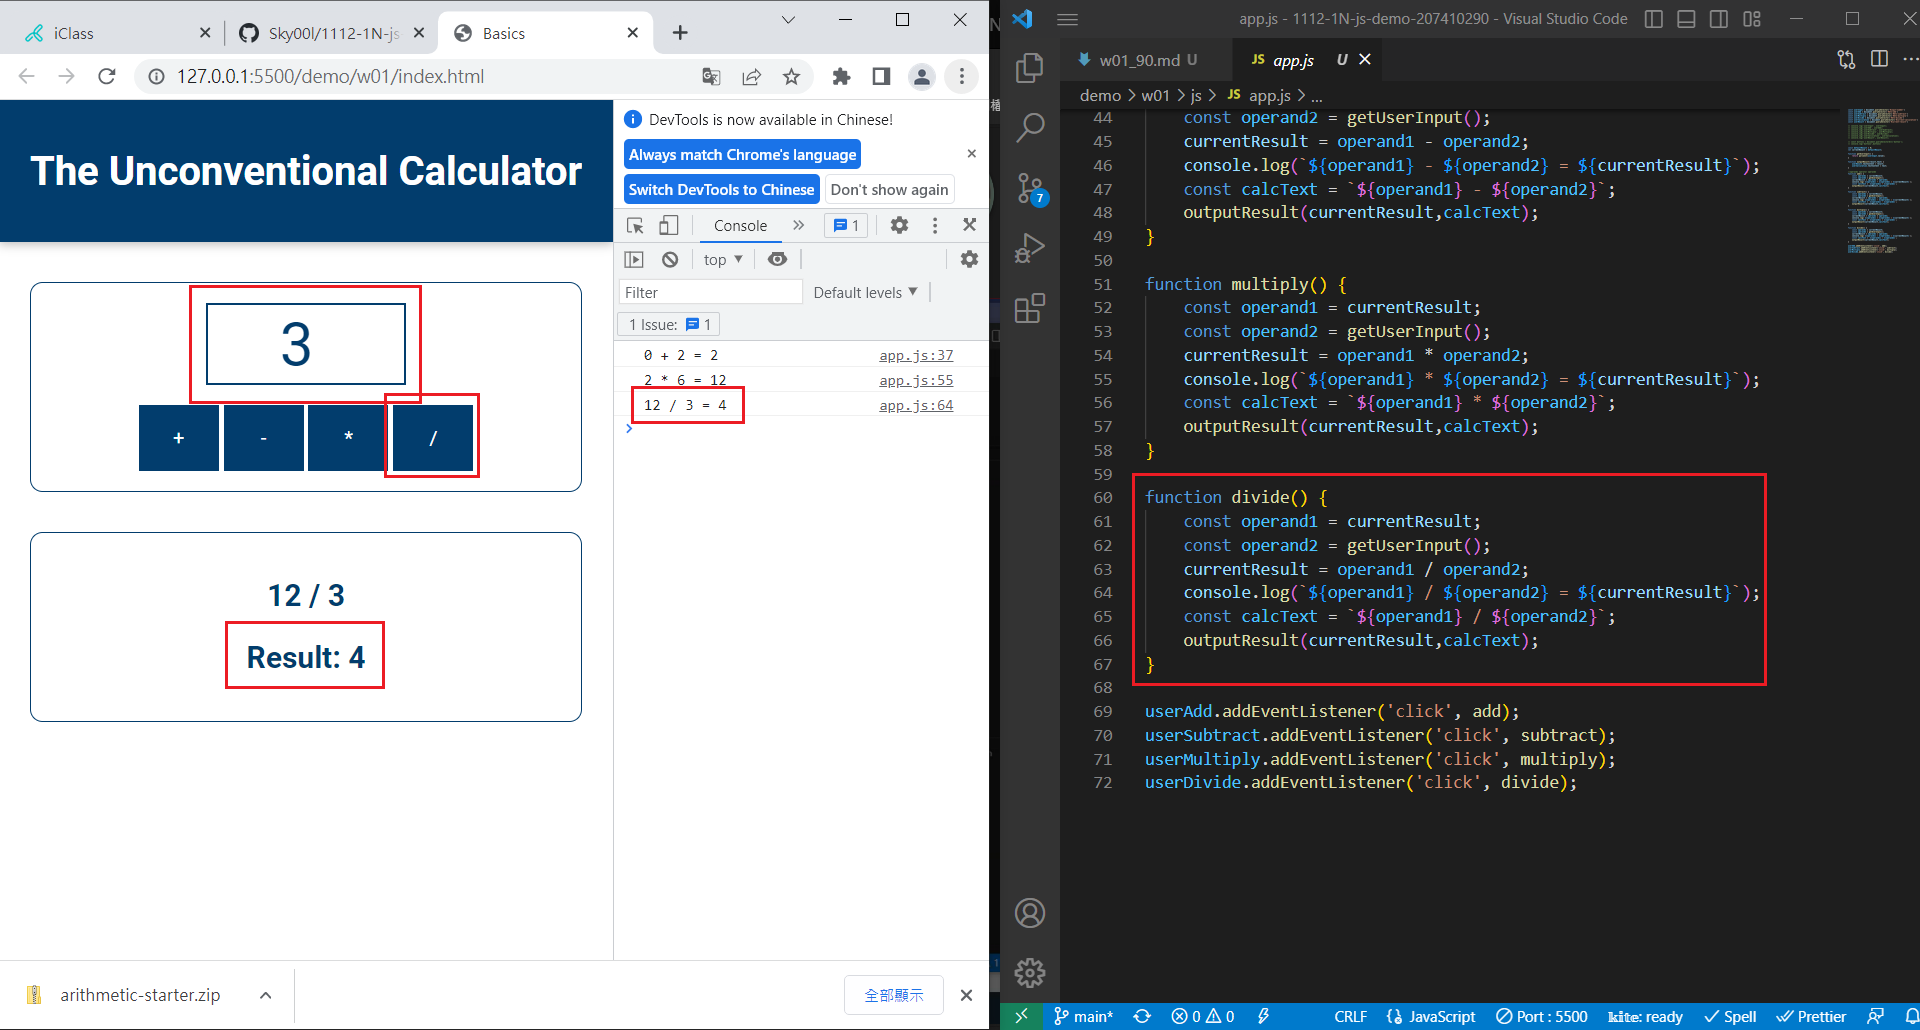 iClass
Sky00l/1112-1N-js
Basics
127.0.0.1:5500/demo/w01/index.html
The Unconventional Calculator
3
+ - * /
12 / 3
Result: 4
DevTools is now available in Chinese!
Always match Chrome's language
Switch DevTools to Chinese Don't show again
Console
1
top
Filter
Default levels
1 Issue: 1
0 + 2 = 2 app.js:37
2 * 6 = 12 app.js:55
12 / 3 = 4 app.js:64
arithmetic-starter.zip
全部顯示
app.js - 1112-1N-js-demo-207410290 - Visual Studio Code
w01_90.md U
JS app.js U
demo > w01 > js > JS app.js > ...
7
44 const operand2 = getUserInput();
45 currentResult = operand1 - operand2;
46 console.log(`${operand1} - ${operand2} = ${currentResult}`);
47 const calcText = `${operand1} - ${operand2}`;
48 outputResult(currentResult,calcText);
49 }
50
51 function multiply() {
52 const operand1 = currentResult;
53 const operand2 = getUserInput();
54 currentResult = operand1 * operand2;
55 console.log(`${operand1} * ${operand2} = ${currentResult}`);
56 const calcText = `${operand1} * ${operand2}`;
57 outputResult(currentResult,calcText);
58 }
59
60 function divide() {
61 const operand1 = currentResult;
62 const operand2 = getUserInput();
63 currentResult = operand1 / operand2;
64 console.log(`${operand1} / ${operand2} = ${currentResult}`);
65 const calcText = `${operand1} / ${operand2}`;
66 outputResult(currentResult,calcText);
67 }
68
69 userAdd.addEventListener('click', add);
70 userSubtract.addEventListener('click', subtract);
71 userMultiply.addEventListener('click', multiply);
72 userDivide.addEventListener('click', divide);
main* 0 0 CRLF {} JavaScript Port : 5500 kite: ready Spell Prettier